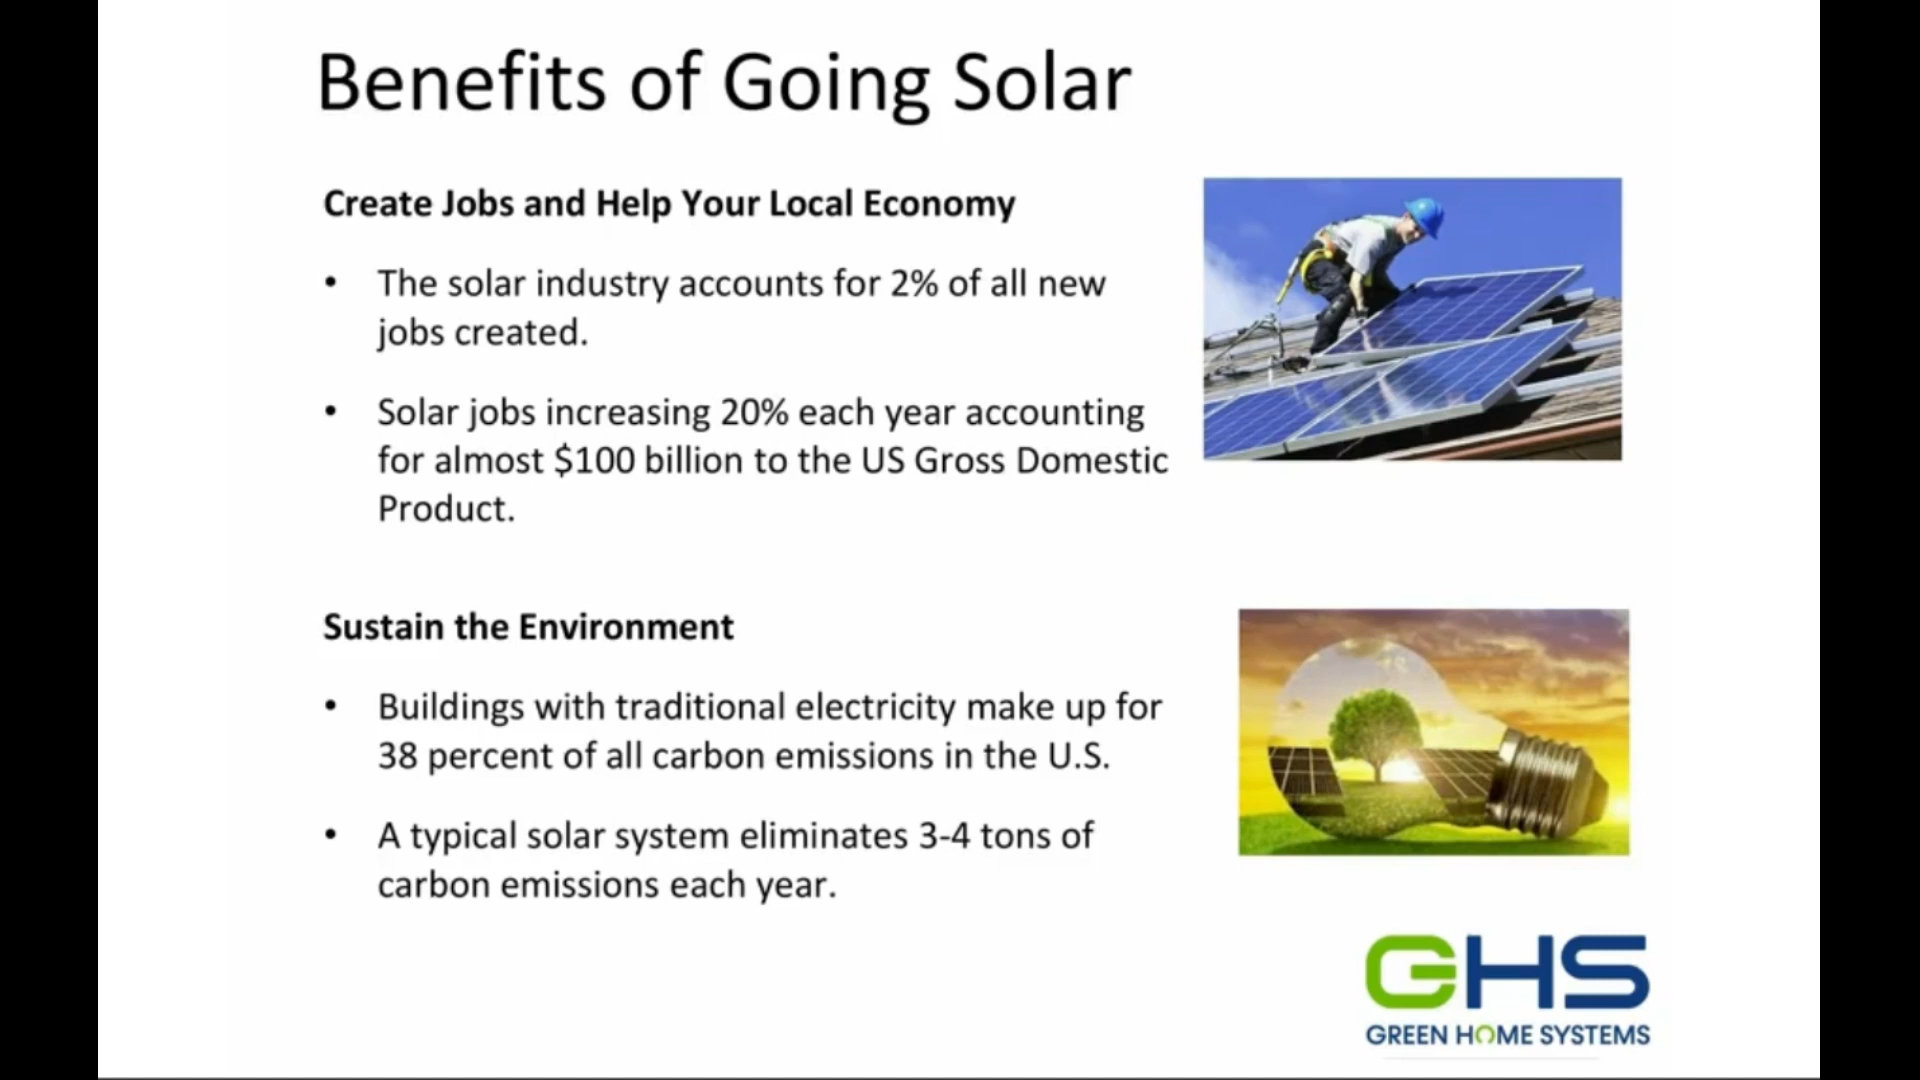 Benefits of Going Solar
Create Jobs and Help Your Local Economy
• The solar industry accounts for 2% of all new
jobs created.
• Solar jobs increasing 20% each year accounting
for almost $100 billion to the US Gross Domestic
Product.
Sustain the Environment
• Buildings with traditional electricity make up for
38 percent of all carbon emissions in the U.S.
• A typical solar system eliminates 3-4 tons of
carbon emissions each year.
GHS
GREEN HOME SYSTEMS